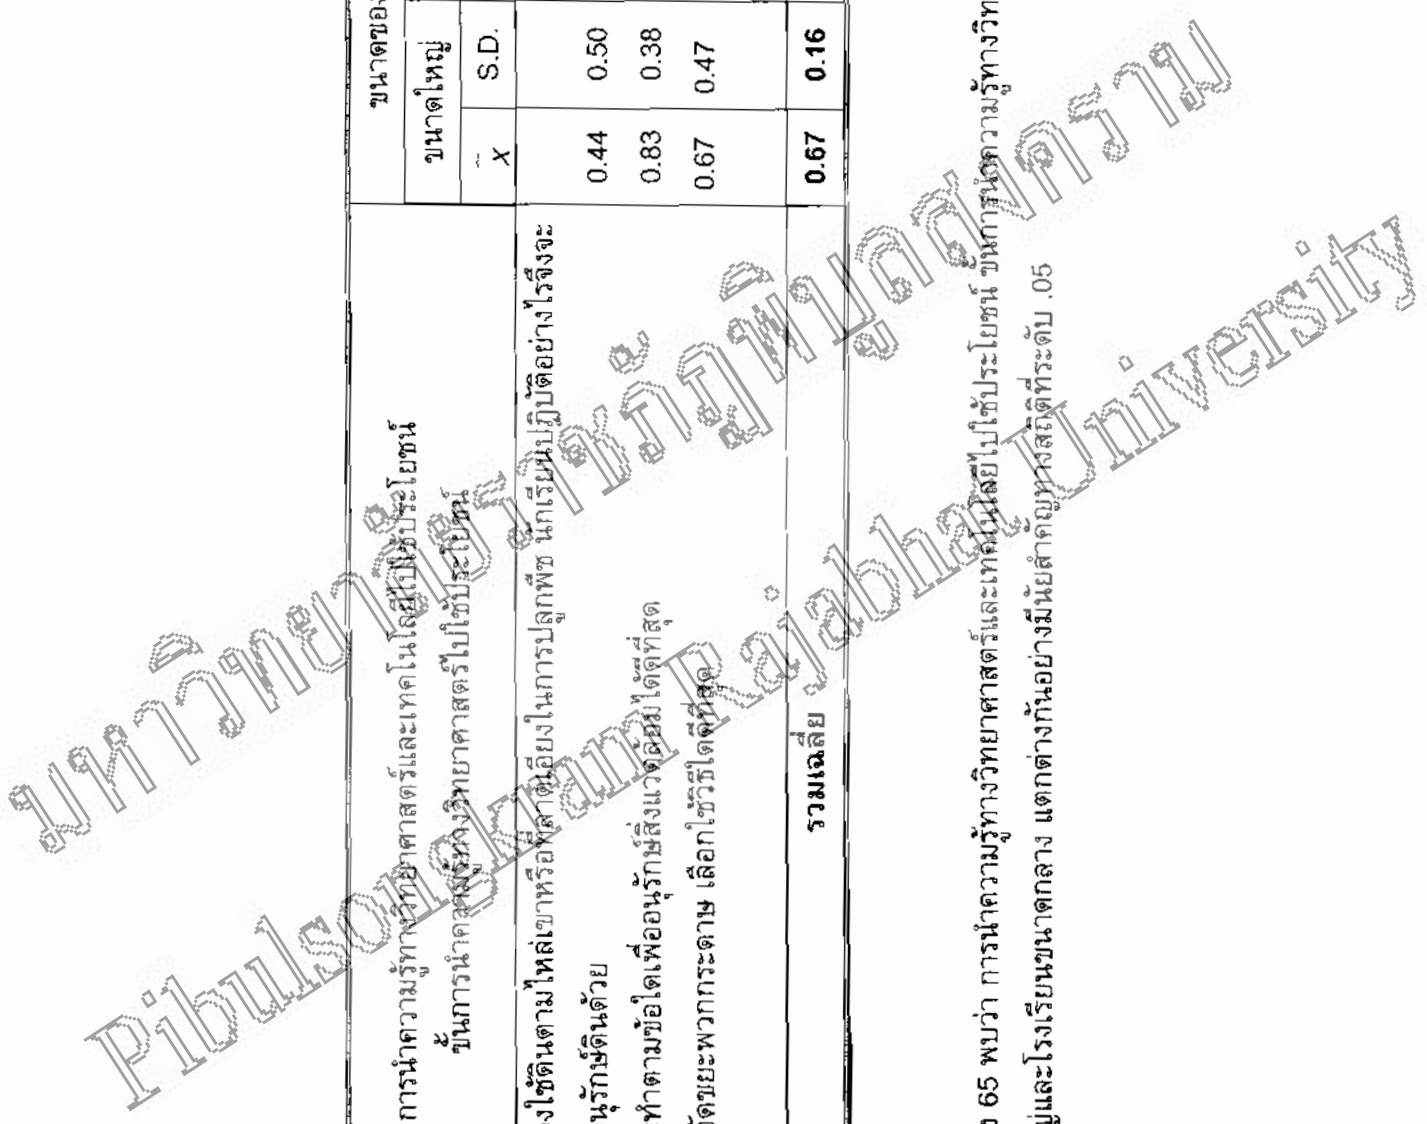 ขนาดของ
การนำความรู้ทางวิทยาศาสตร์และเทคโนโลยีไปใช้ประโยชน์ ขนาดใหญ่
ขั้นการนำความรู้ทางวิทยาศาสตร์ไปใช้ประโยชน์ x̄ S.D.
งใช้ดินตามไหล่เขาหรือที่ลาดเอียงในการปลูกพืช นักเรียนปฏิบัติอย่างไรจึงจะ
นุรักษ์ดินด้วย 0.44 0.50
ทำตามข้อใดเพื่ออนุรักษ์สิ่งแวดล้อมได้ดีที่สุด 0.83 0.38
ัดขยะพวกกระดาษ เลือกใช้วิธีใดดีที่สุด 0.67 0.47
รวมเฉลี่ย 0.67 0.16
ง 65 พบว่า การนำความรู้ทางวิทยาศาสตร์และเทคโนโลยีไปใช้ประโยชน์ ขั้นการนำความรู้ทางวิท
ญ่และโรงเรียนขนาดกลาง แตกต่างกันอย่างมีนัยสำคัญทางสถิติที่ระดับ .05
มหาวิทยาลัยราชภัฏพิบูลสงคราม
Pibulsongkram Rajabhat University